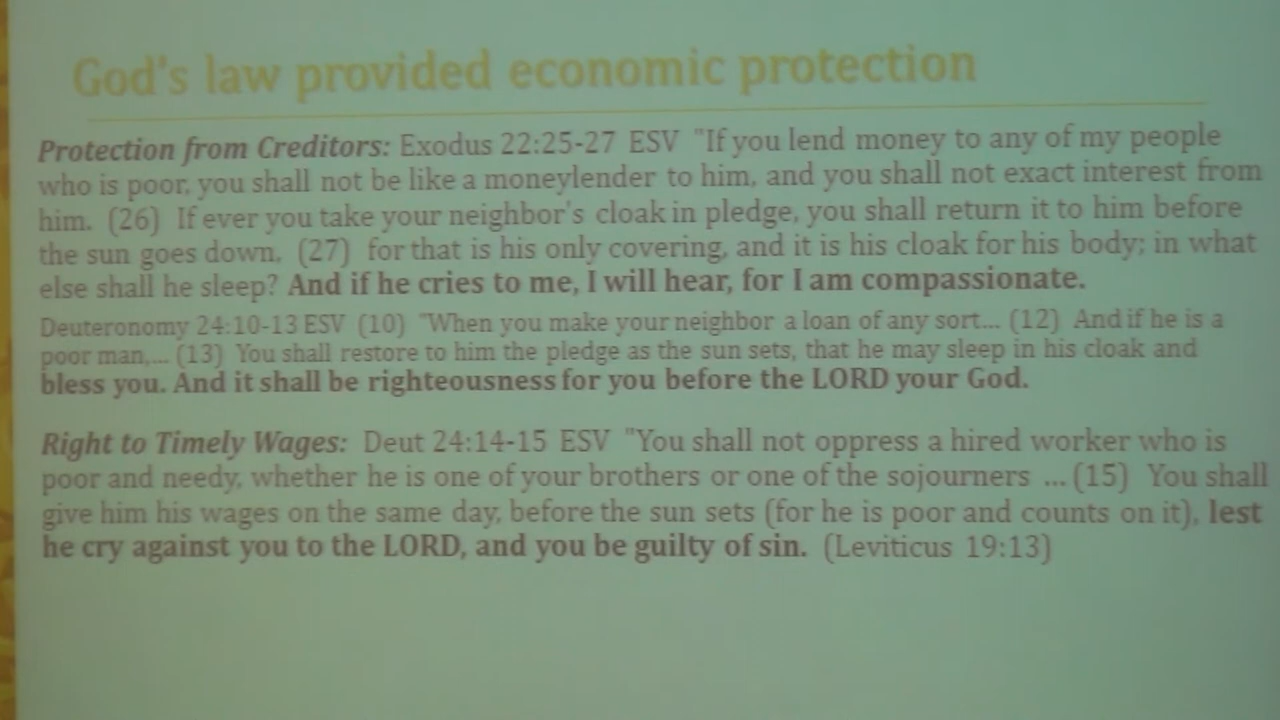 God's law provided economic protection
Protection from Creditors: Exodus 22:25-27 ESV "If you lend money to any of my people
who is poor, you shall not be like a moneylender to him, and you shall not exact interest from
him. (26) If ever you take your neighbor's cloak in pledge, you shall return it to him before
the sun goes down, (27) for that is his only covering, and it is his cloak for his body; in what
else shall he sleep? And if he cries to me, I will hear, for I am compassionate.
Deuteronomy 24:10-13 ESV (10) "When you make your neighbor a loan of any sort... (12) And if he is a
poor man,... (13) You shall restore to him the pledge as the sun sets, that he may sleep in his cloak and
bless you. And it shall be righteousness for you before the LORD your God.
Right to Timely Wages: Deut 24:14-15 ESV "You shall not oppress a hired worker who is
poor and needy, whether he is one of your brothers or one of the sojourners ... (15) You shall
give him his wages on the same day, before the sun sets (for he is poor and counts on it), lest
he cry against you to the LORD, and you be guilty of sin. (Leviticus 19:13)